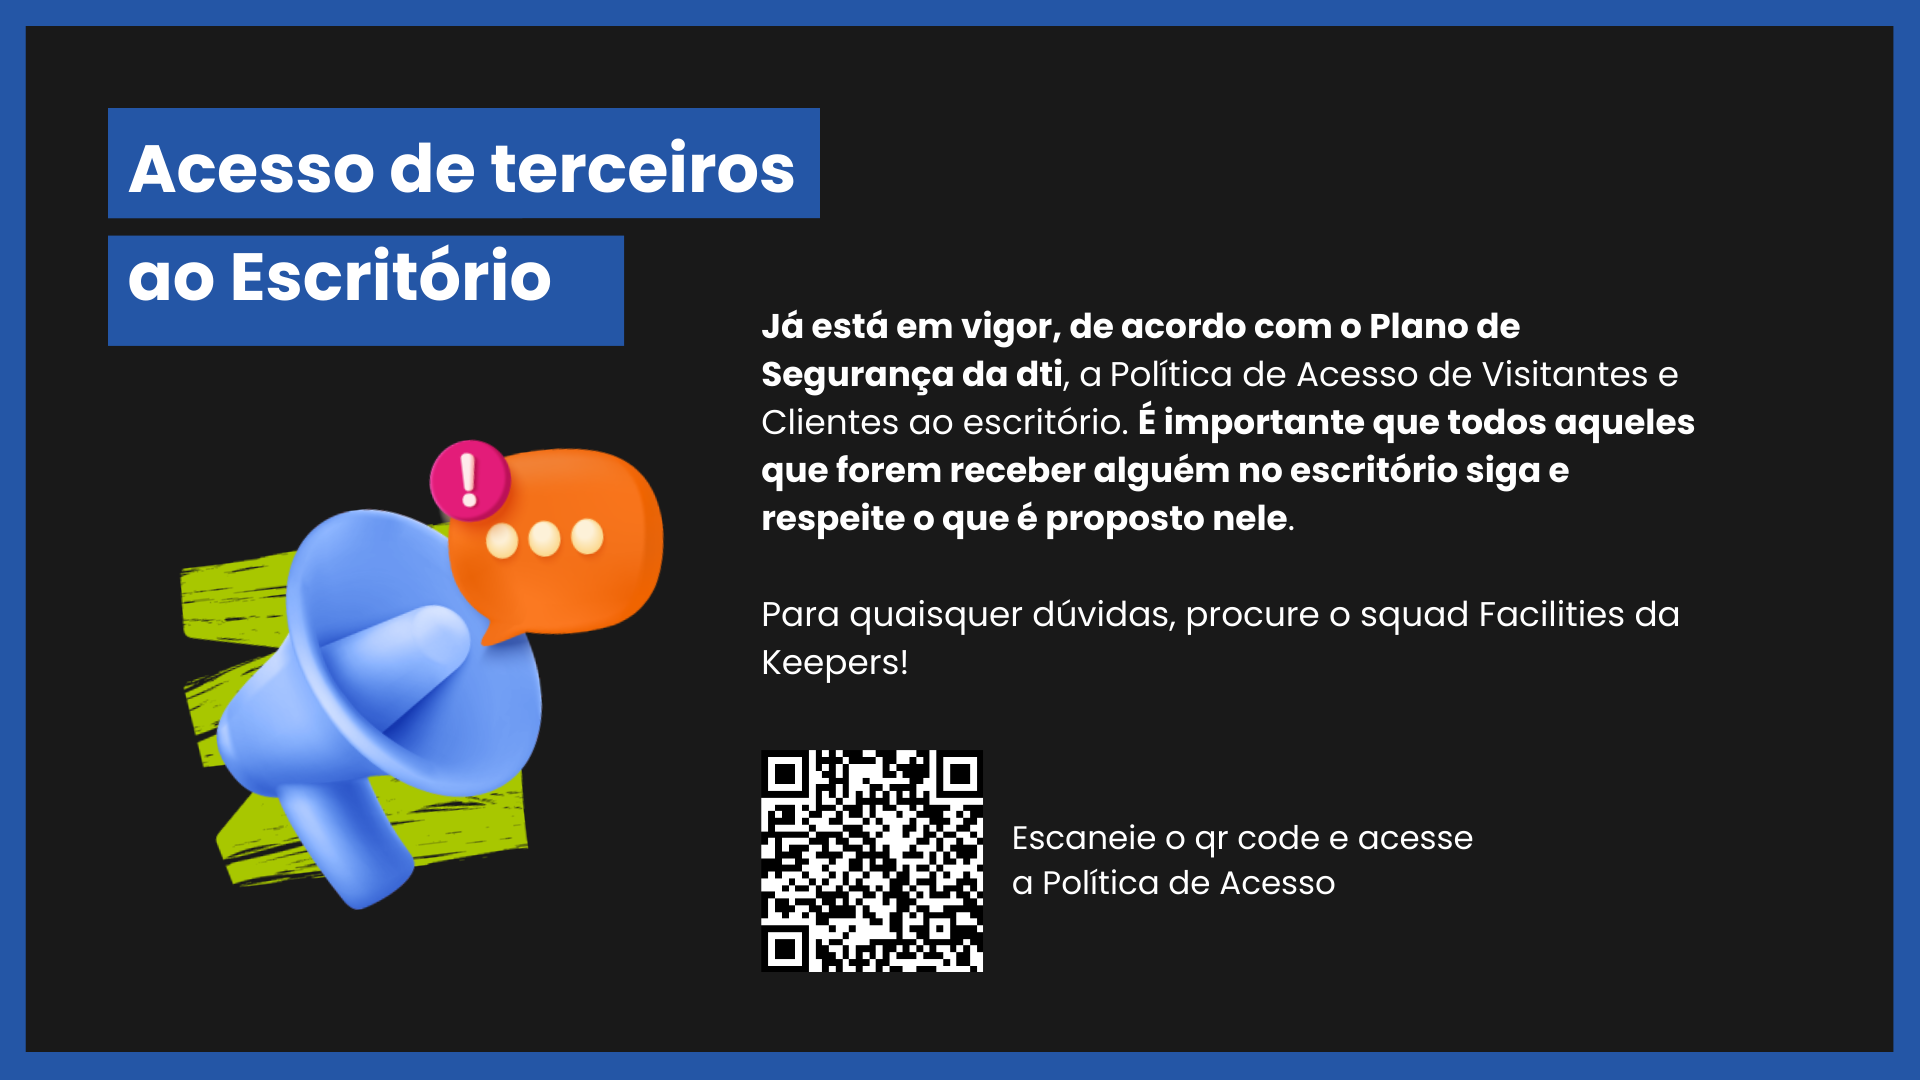 Acesso de terceiros
ao Escritório
Já está em vigor, de acordo com o Plano de
Segurança da dti, a Política de Acesso de Visitantes e
Clientes ao escritório. É importante que todos aqueles
que forem receber alguém no escritório siga e
respeite o que é proposto nele.
Para quaisquer dúvidas, procure o squad Facilities da
Keepers!
Escaneie o qr code e acesse
a Política de Acesso